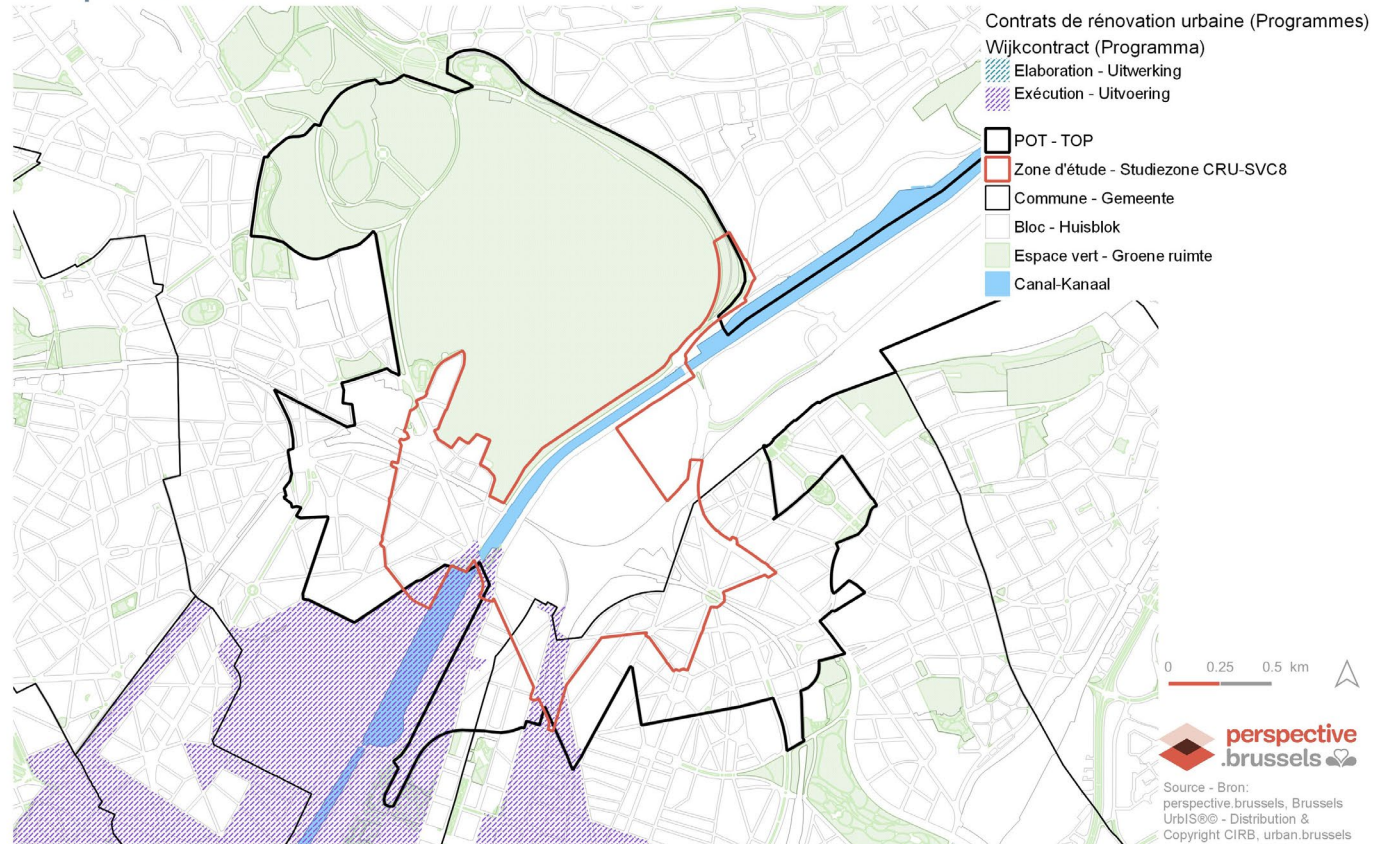 Contrats de rénovation urbaine (Programmes)
Wijkcontract (Programma)
Elaboration - Uitwerking
Exécution - Uitvoering
POT - TOP
Zone d'étude - Studiezone CRU-SVC8
Commune - Gemeente
Bloc - Huisblok
Espace vert - Groene ruimte
Canal-Kanaal
0 0.25 0.5 km
perspective
.brussels
Source - Bron:
perspective.brussels, Brussels
UrbIS®© - Distribution &
Copyright CIRB, urban.brussels